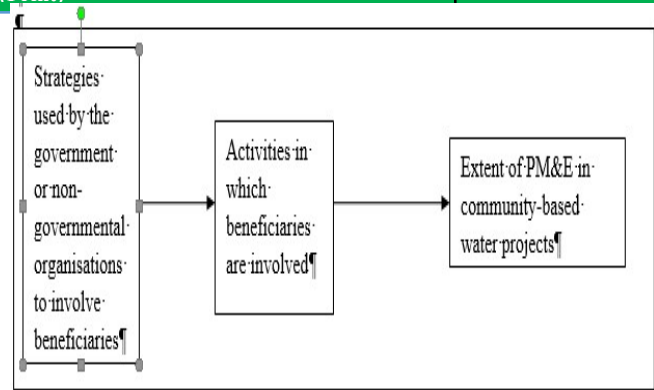 Strategies
used by the
government
or non-
governmental
organisations
to involve
beneficiaries¶
Activities in
which
beneficiaries
are involved¶
Extent of PM&E in
community-based
water projects¶